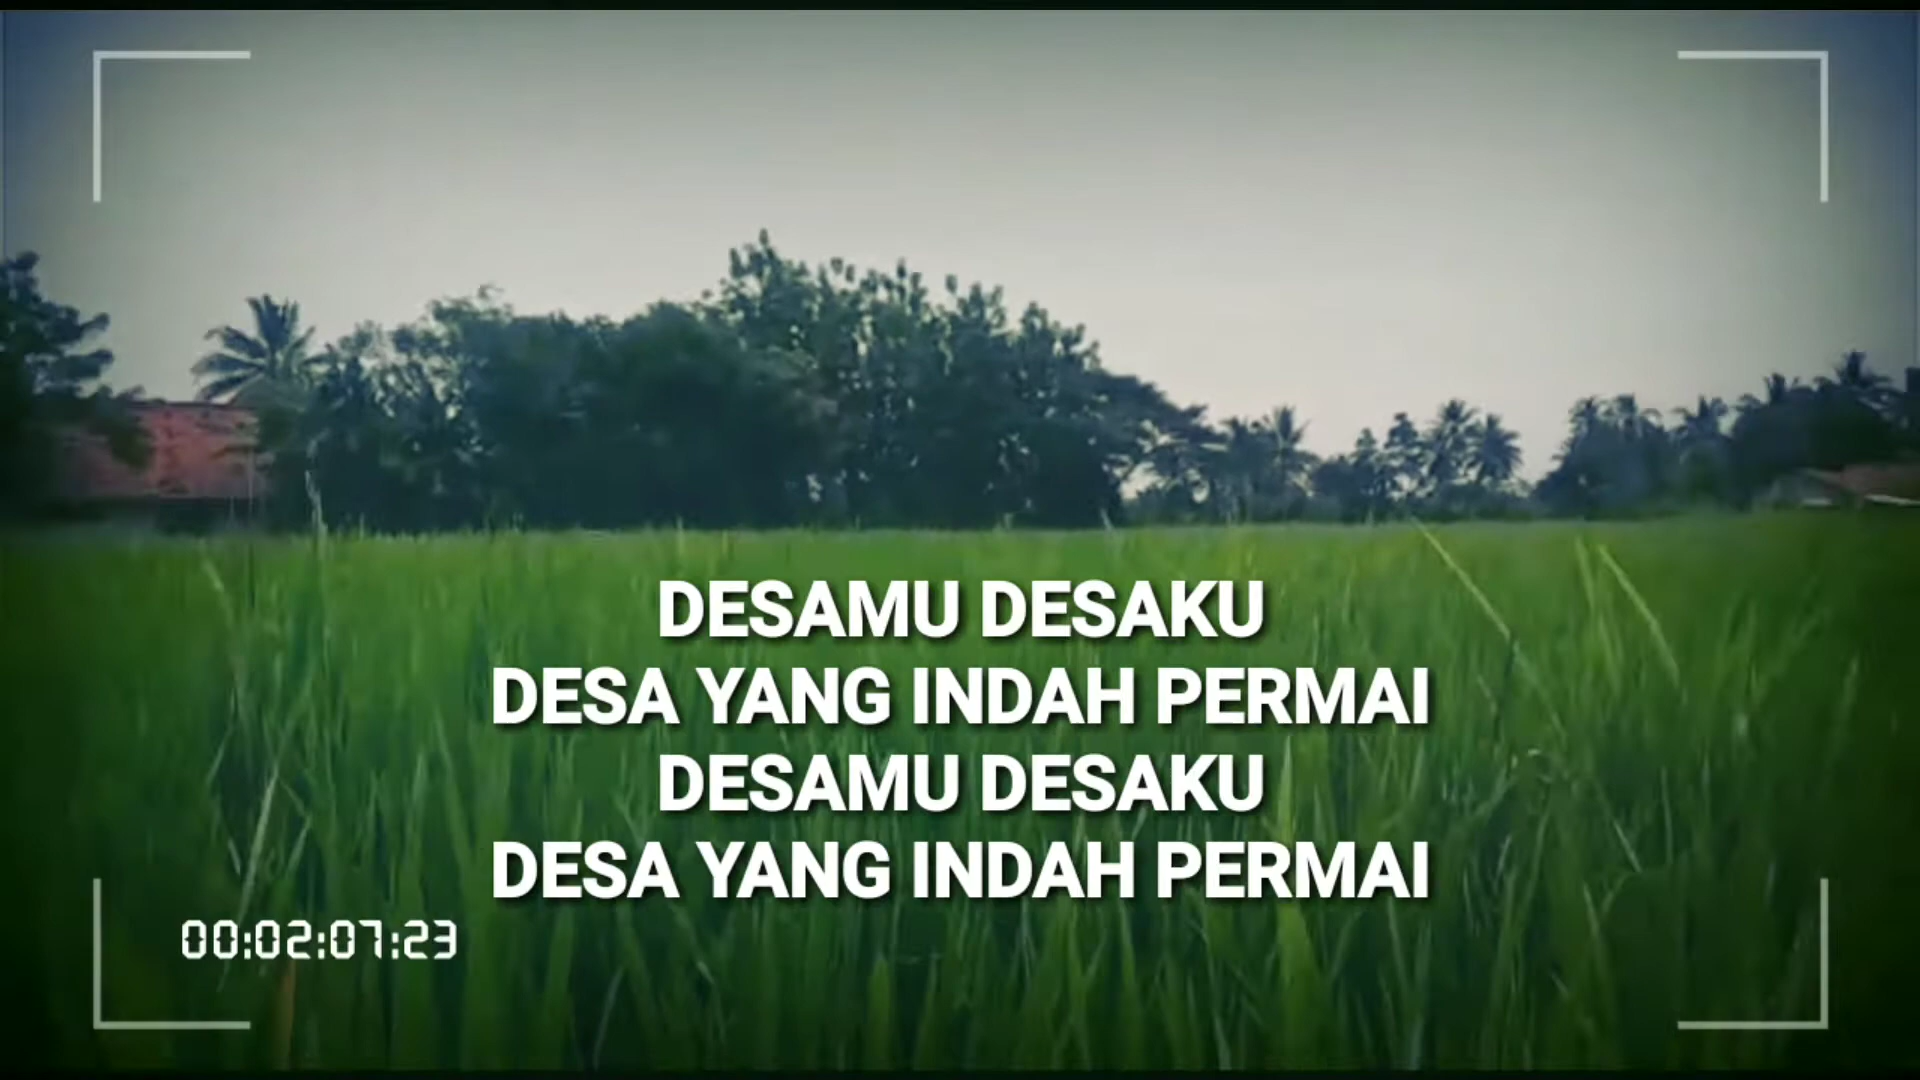 DESAMU DESAKU
DESA YANG INDAH PERMAI
DESAMU DESAKU
DESA YANG INDAH PERMAI
00:02:07:23